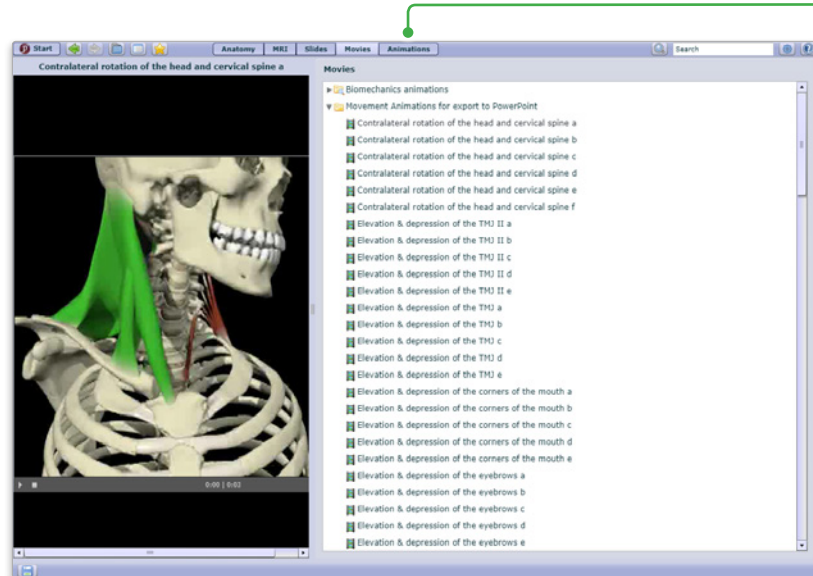 Start
Anatomy MRI Slides Movies Animations
Search
Contralateral rotation of the head and cervical spine a
Movies
Biomechanics animations
Movement Animations for export to PowerPoint
Contralateral rotation of the head and cervical spine a
Contralateral rotation of the head and cervical spine b
Contralateral rotation of the head and cervical spine c
Contralateral rotation of the head and cervical spine d
Contralateral rotation of the head and cervical spine e
Contralateral rotation of the head and cervical spine f
Elevation & depression of the TMJ II a
Elevation & depression of the TMJ II b
Elevation & depression of the TMJ II c
Elevation & depression of the TMJ II d
Elevation & depression of the TMJ II e
Elevation & depression of the TMJ a
Elevation & depression of the TMJ b
Elevation & depression of the TMJ c
Elevation & depression of the TMJ d
Elevation & depression of the TMJ e
Elevation & depression of the corners of the mouth a
Elevation & depression of the corners of the mouth b
Elevation & depression of the corners of the mouth c
Elevation & depression of the corners of the mouth d
Elevation & depression of the corners of the mouth e
Elevation & depression of the eyebrows a
Elevation & depression of the eyebrows b
Elevation & depression of the eyebrows c
Elevation & depression of the eyebrows d
Elevation & depression of the eyebrows e
0:00 | 0:02